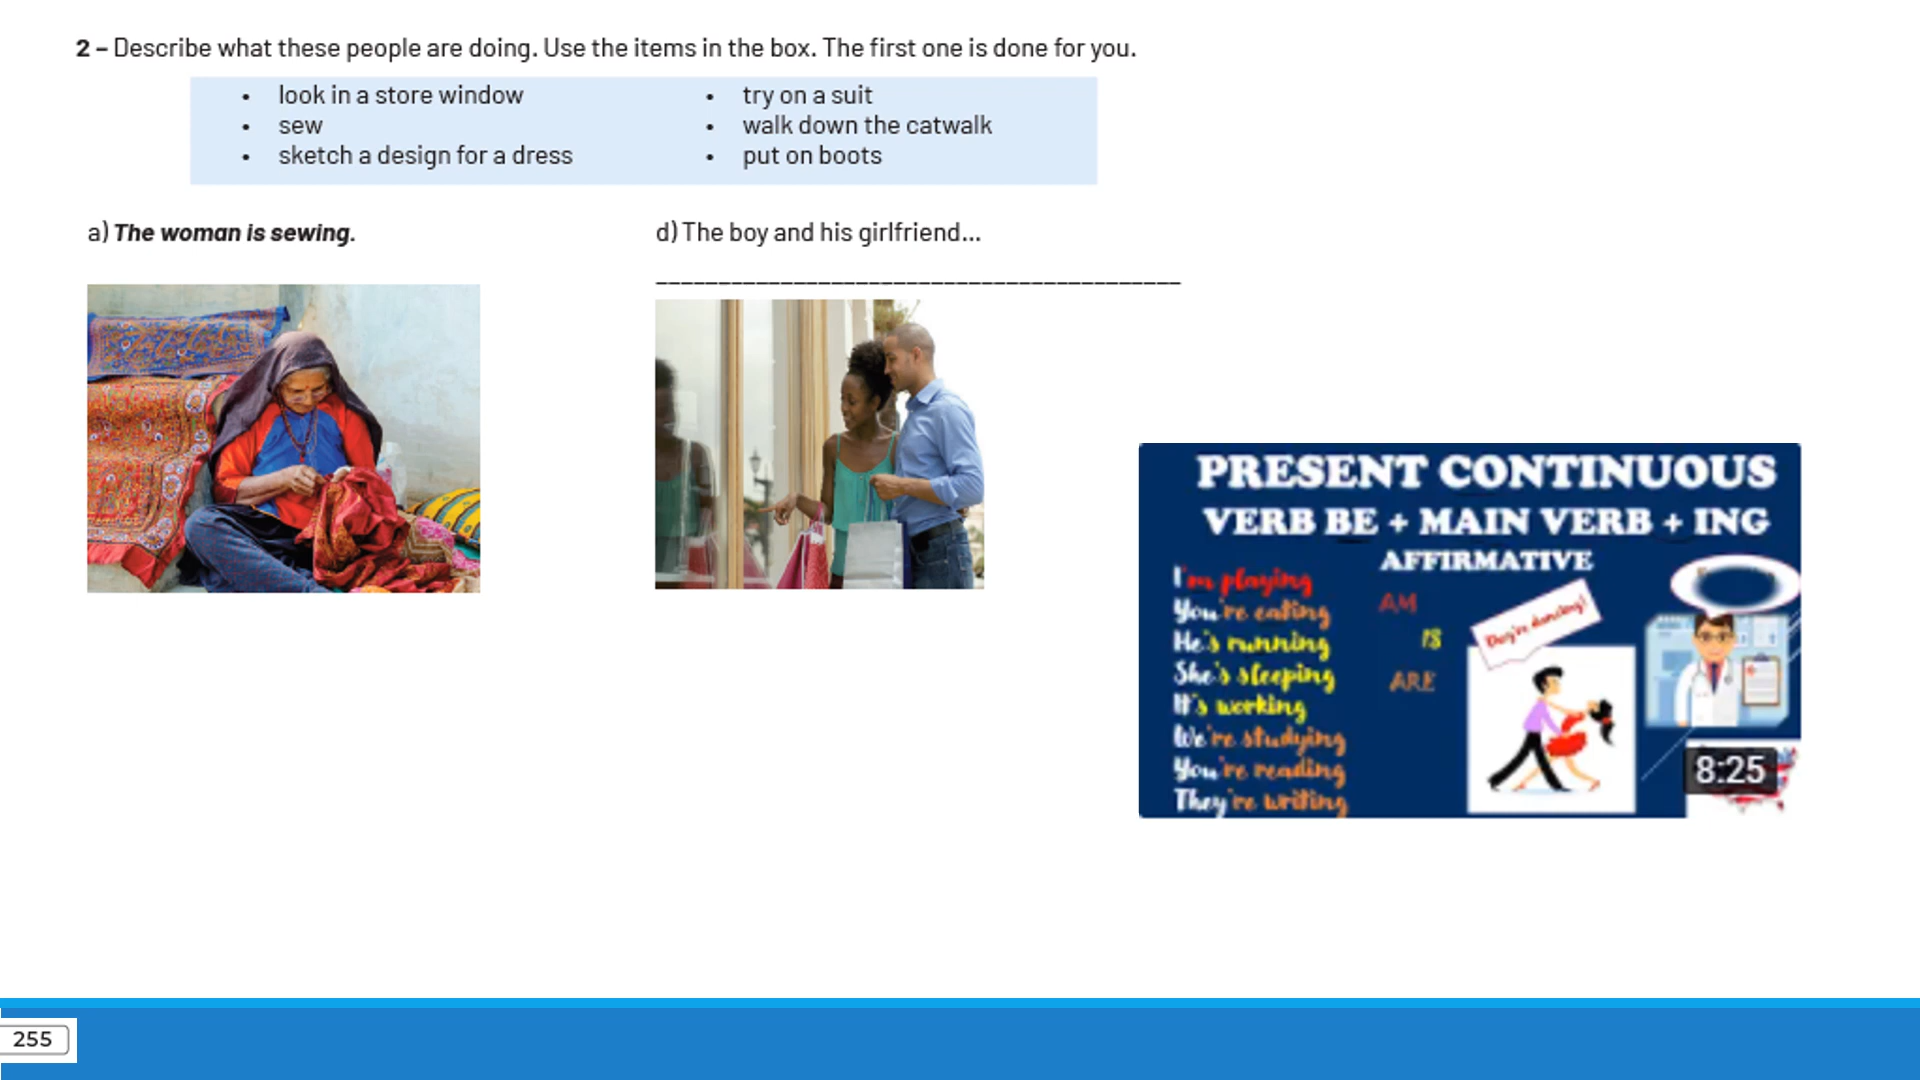 2 – Describe what these people are doing. Use the items in the box. The first one is done for you.
• look in a store window
• sew
• sketch a design for a dress
• try on a suit
• walk down the catwalk
• put on boots
a) The woman is sewing.
d) The boy and his girlfriend...
__________________________________________
PRESENT CONTINUOUS
VERB BE + MAIN VERB + ING
AFFIRMATIVE
I'm playing
You're eating
He's running
She's sleeping
It's working
We're studying
You're reading
They're writing
AM
IS
ARE
They're dancing!
8:25
255